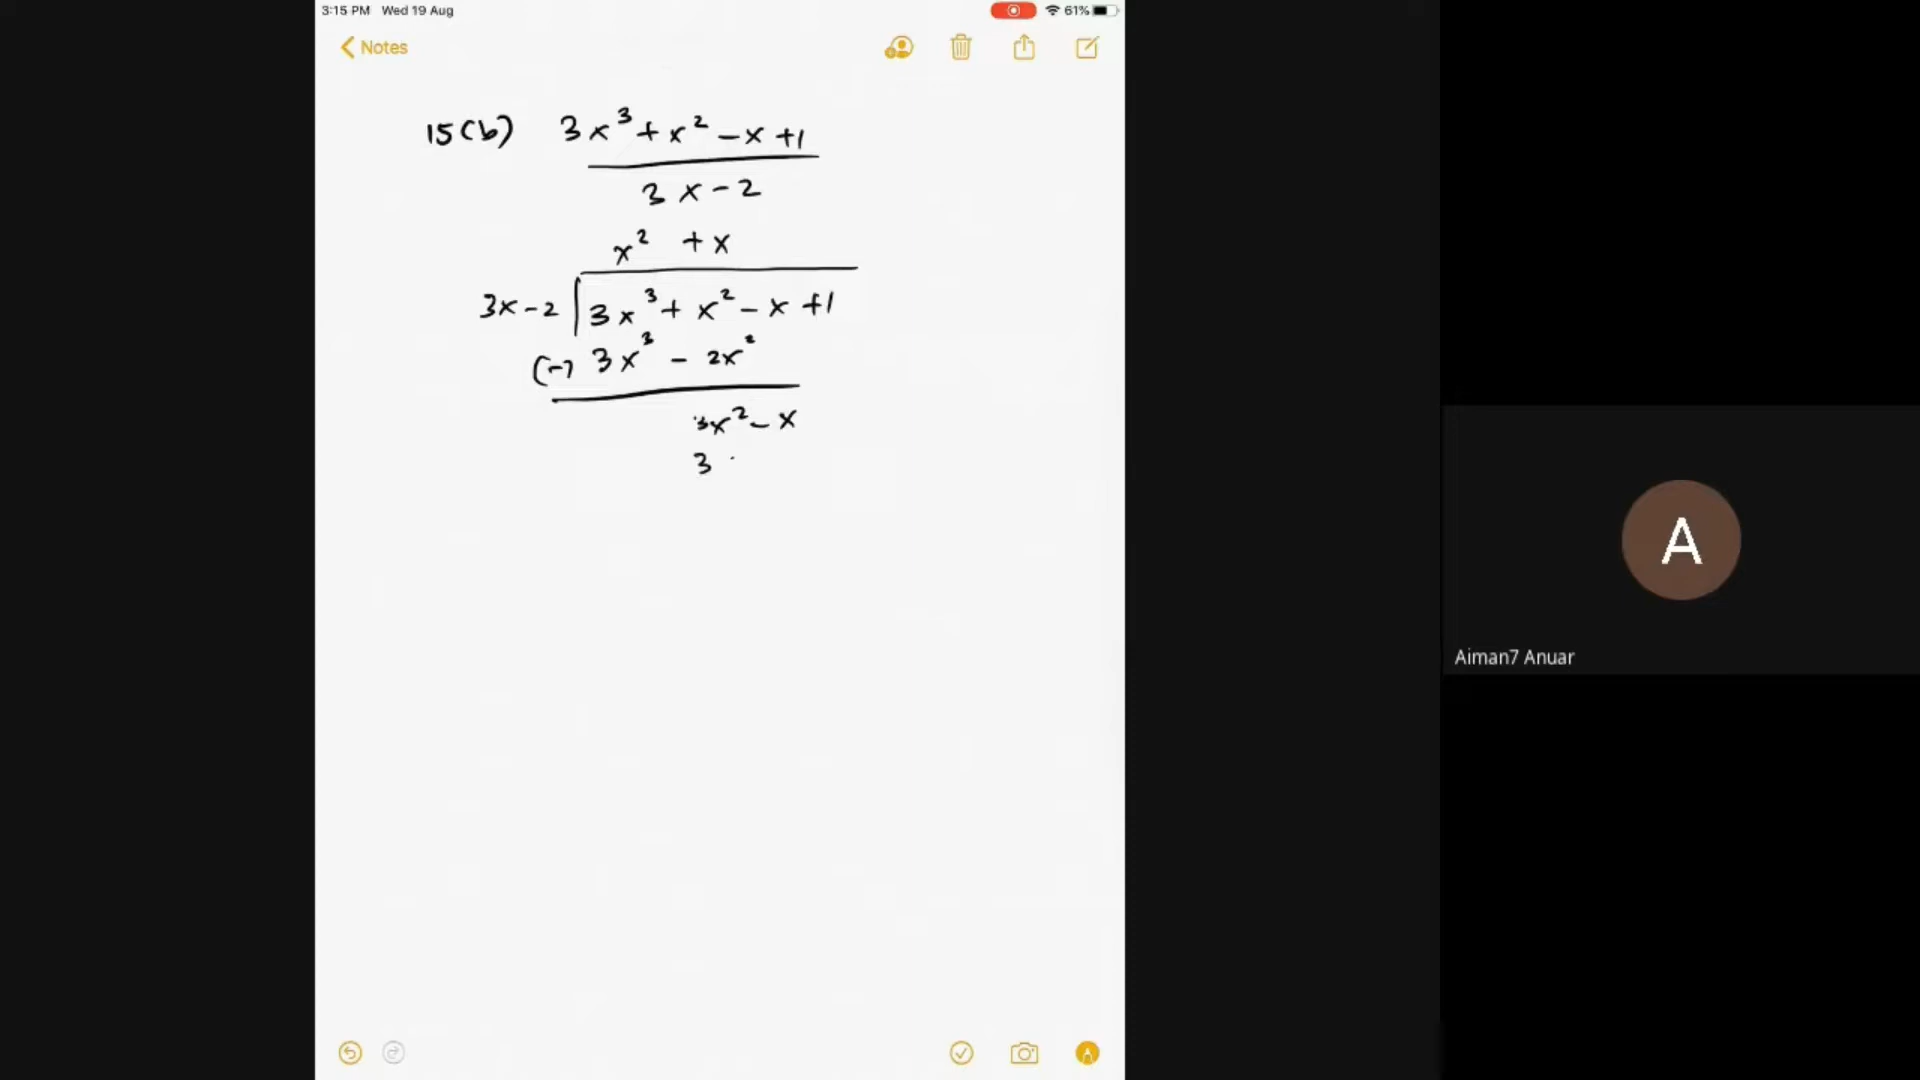 3:15 PM Wed 19 Aug
61%
Notes
15(b) 3x³ + x² - x + 1
3x - 2
x² + x
3x - 2 3x³ + x² - x + 1
(-) 3x³ - 2x²
3x² - x
3
A
Aiman7 Anuar